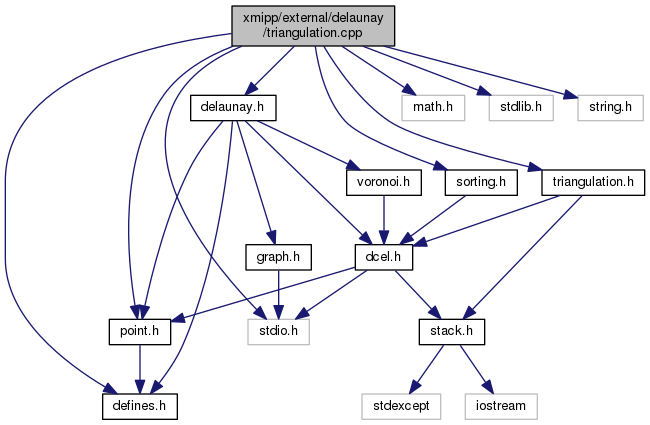 xmipp/external/delaunay
/triangulation.cpp
delaunay.h
math.h
stdlib.h
string.h
voronoi.h
sorting.h
triangulation.h
graph.h
dcel.h
point.h
stdio.h
stack.h
defines.h
stdexcept
iostream